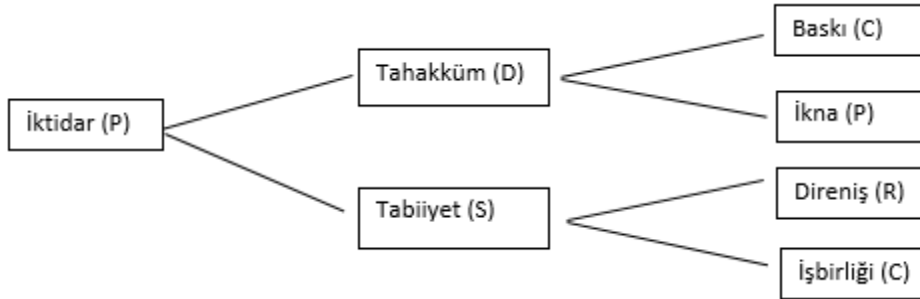 İktidar (P)
Tahakküm (D)
Baskı (C)
İkna (P)
Tabiiyet (S)
Direniş (R)
İşbirliği (C)